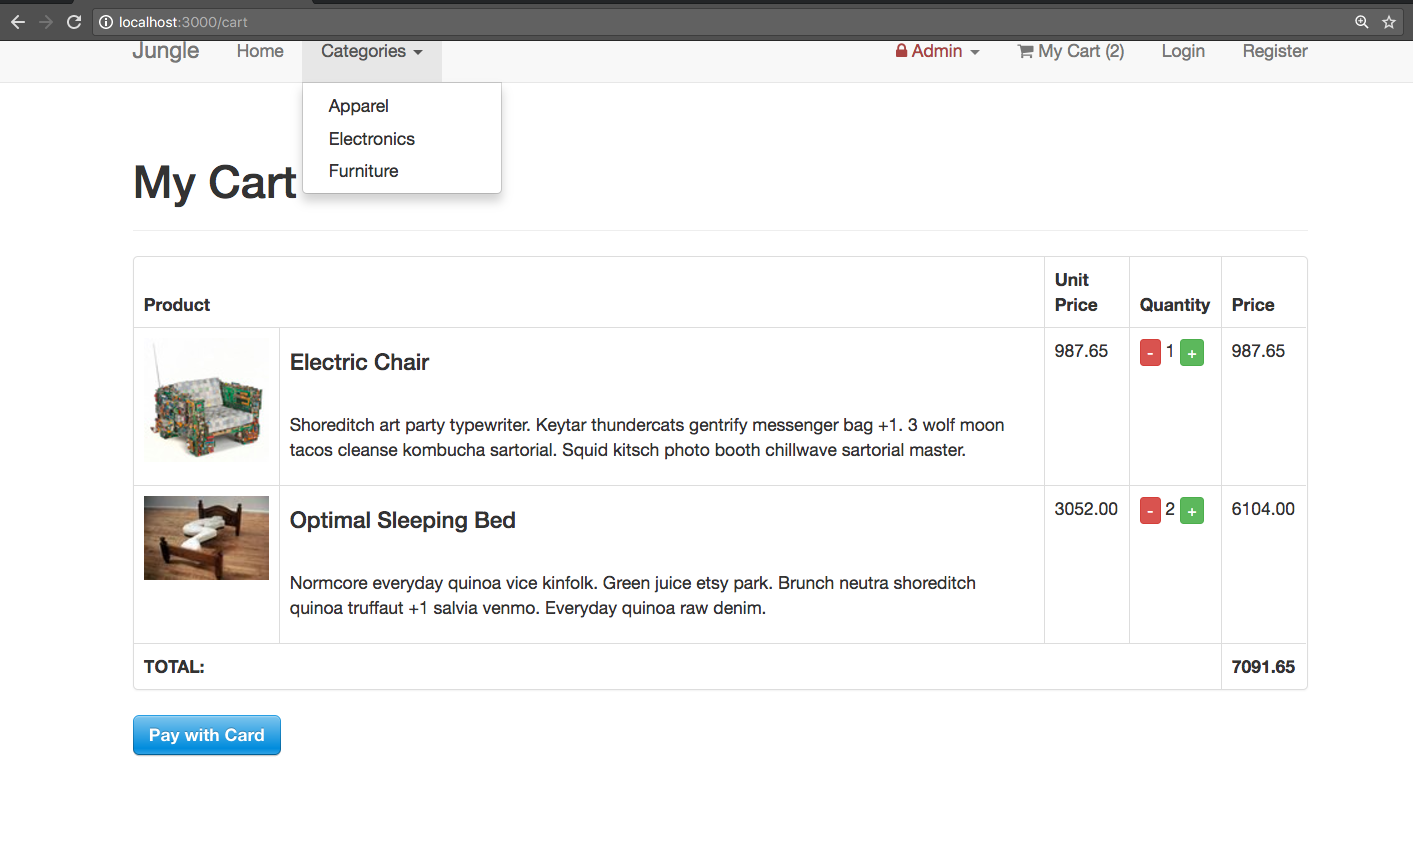 localhost:3000/cart
Jungle Home Categories Admin My Cart (2) Login Register
Apparel
Electronics
Furniture
My Cart
Product Unit Price Quantity Price
Electric Chair 987.65 - 1 + 987.65
Shoreditch art party typewriter. Keytar thundercats gentrify messenger bag +1. 3 wolf moon
tacos cleanse kombucha sartorial. Squid kitsch photo booth chillwave sartorial master.
Optimal Sleeping Bed 3052.00 - 2 + 6104.00
Normcore everyday quinoa vice kinfolk. Green juice etsy park. Brunch neutra shoreditch
quinoa truffaut +1 salvia venmo. Everyday quinoa raw denim.
TOTAL: 7091.65
Pay with Card